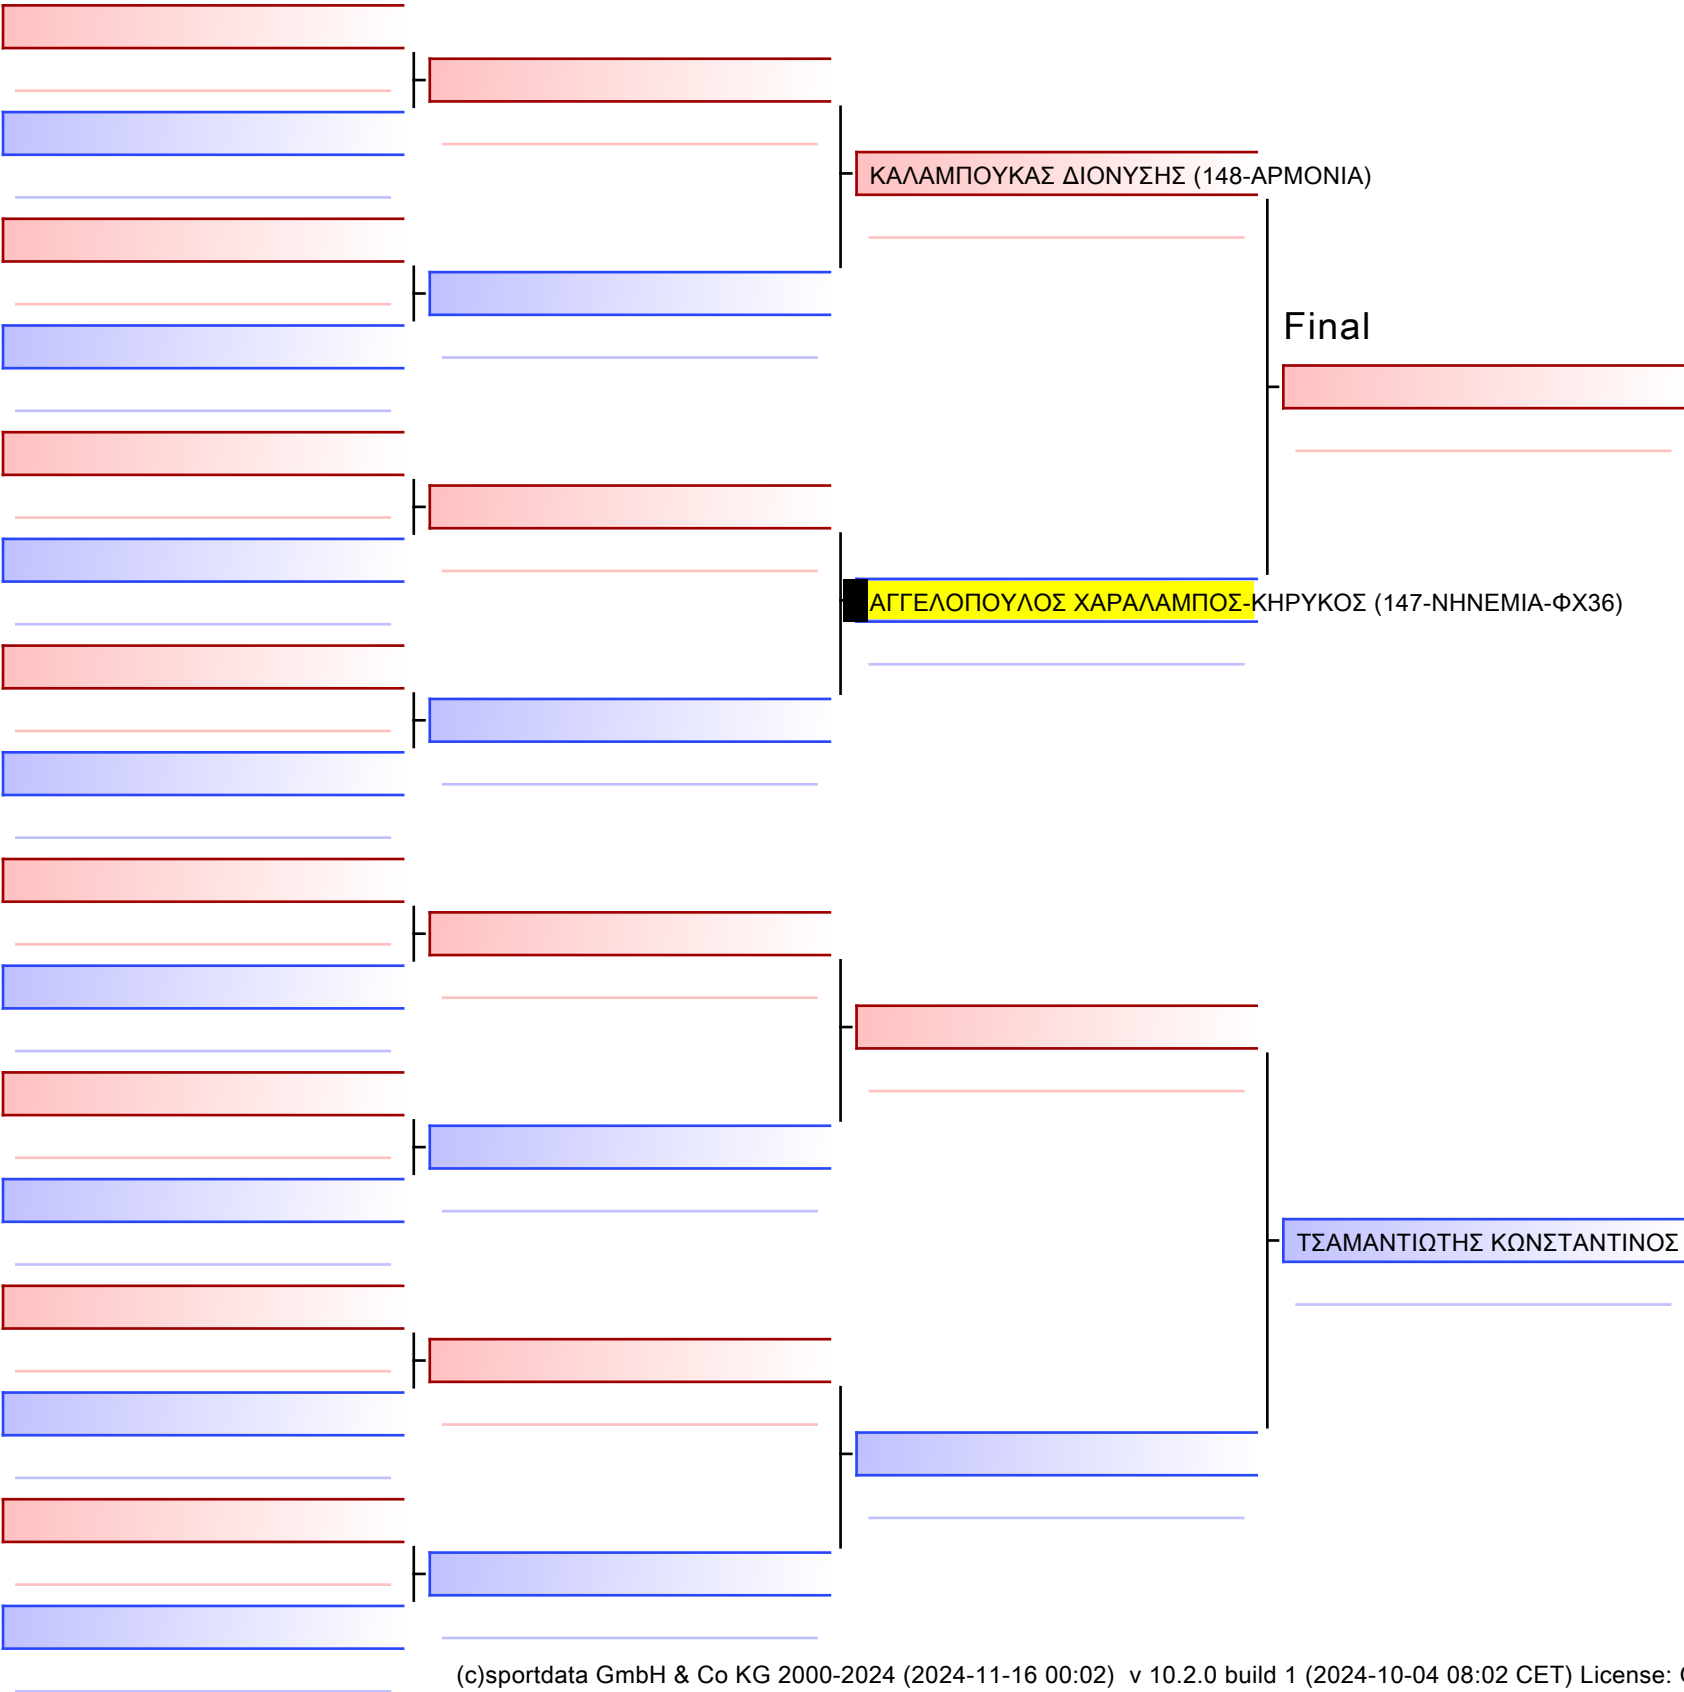 ΚΑΛΑΜΠΟΥΚΑΣ ΔΙΟΝΥΣΗΣ (148-ΑΡΜΟΝΙΑ)
Final
ΑΓΓΕΛΟΠΟΥΛΟΣ ΧΑΡΑΛΑΜΠΟΣ-ΚΗΡΥΚΟΣ (147-ΝΗΝΕΜΙΑ-ΦΧ36)
ΤΣΑΜΑΝΤΙΩΤΗΣ ΚΩΝΣΤΑΝΤΙΝΟΣ
(c)sportdata GmbH & Co KG 2000-2024 (2024-11-16 00:02) v 10.2.0 build 1 (2024-10-04 08:02 CET) License: